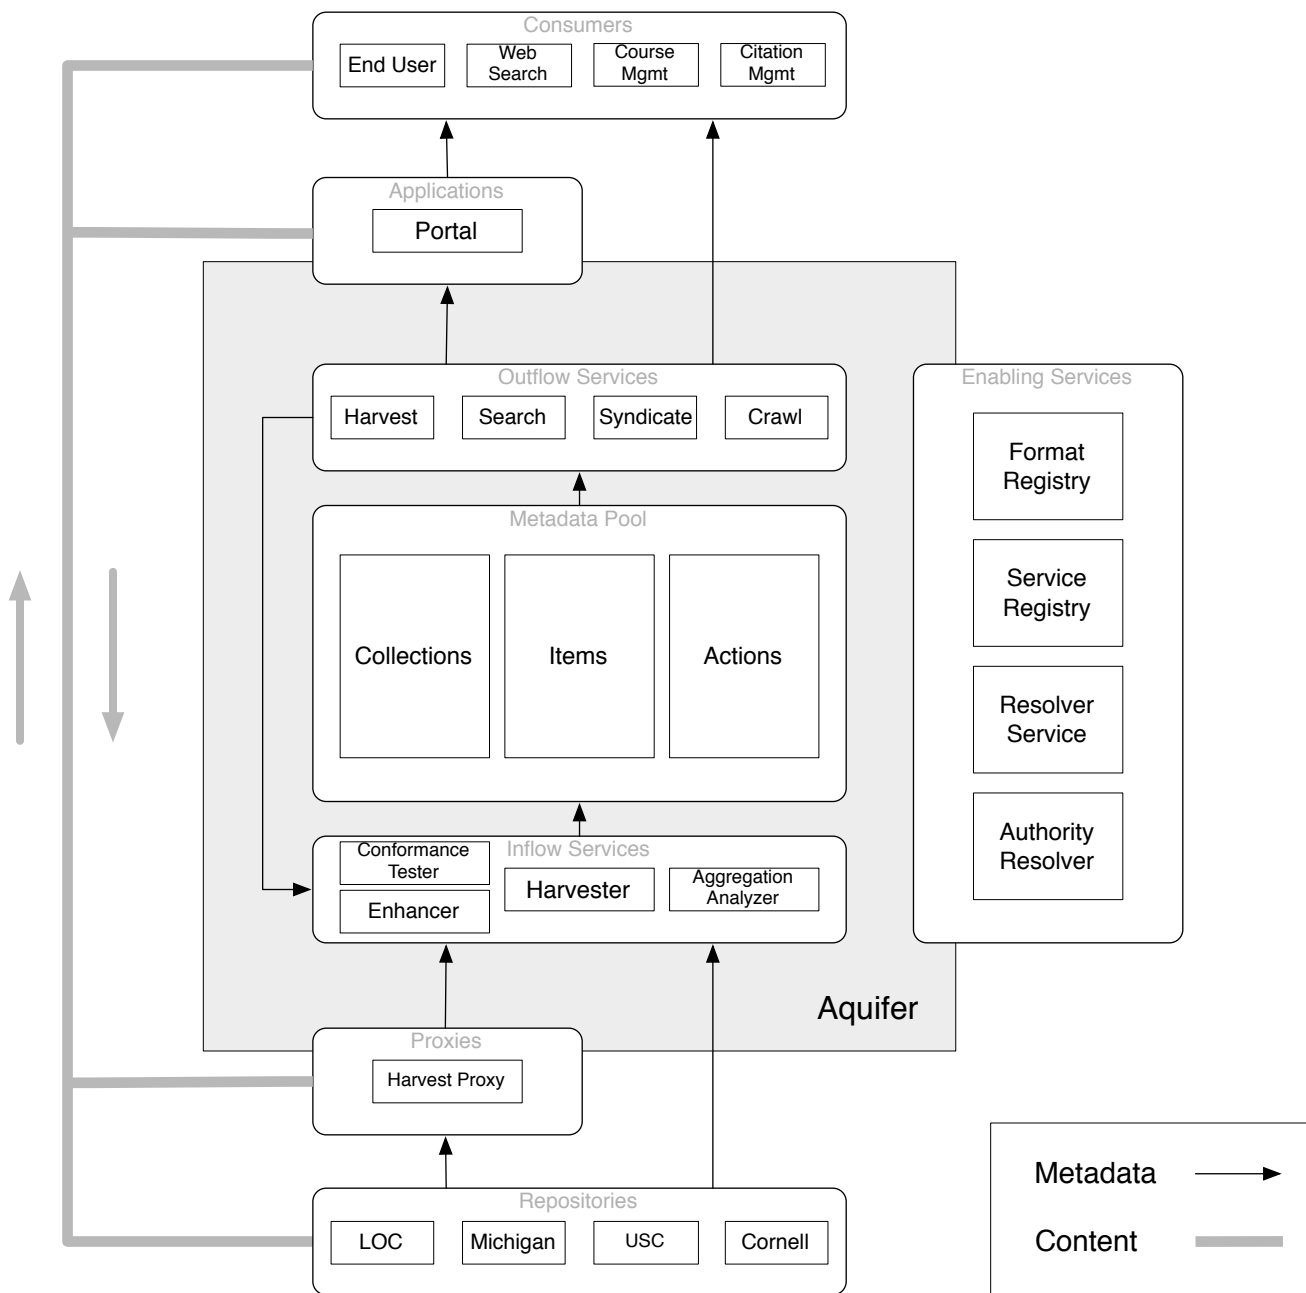 Consumers
End User
Web
Search
Course
Mgmt
Citation
Mgmt
Applications
Portal
Outflow Services
Harvest
Search
Syndicate
Crawl
Enabling Services
Format
Registry
Service
Registry
Resolver
Service
Authority
Resolver
Metadata Pool
Collections
Items
Actions
Inflow Services
Conformance
Tester
Enhancer
Harvester
Aggregation
Analyzer
Aquifer
Proxies
Harvest Proxy
Repositories
LOC
Michigan
USC
Cornell
Metadata
Content